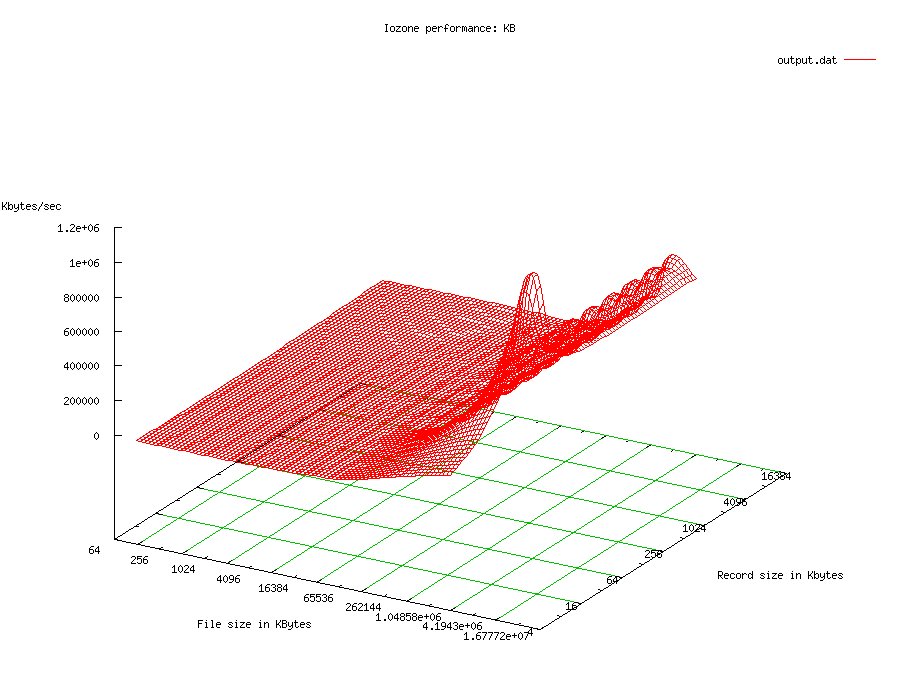 Iozone performance: KB
output.dat
Kbytes/sec
1.2e+06
1e+06
800000
600000
400000
200000
0
64
256
1024
4096
16384
65536
262144
1.04858e+06
4.1943e+06
1.67772e+07
File size in KBytes
4
16
64
256
1024
4096
16384
Record size in Kbytes